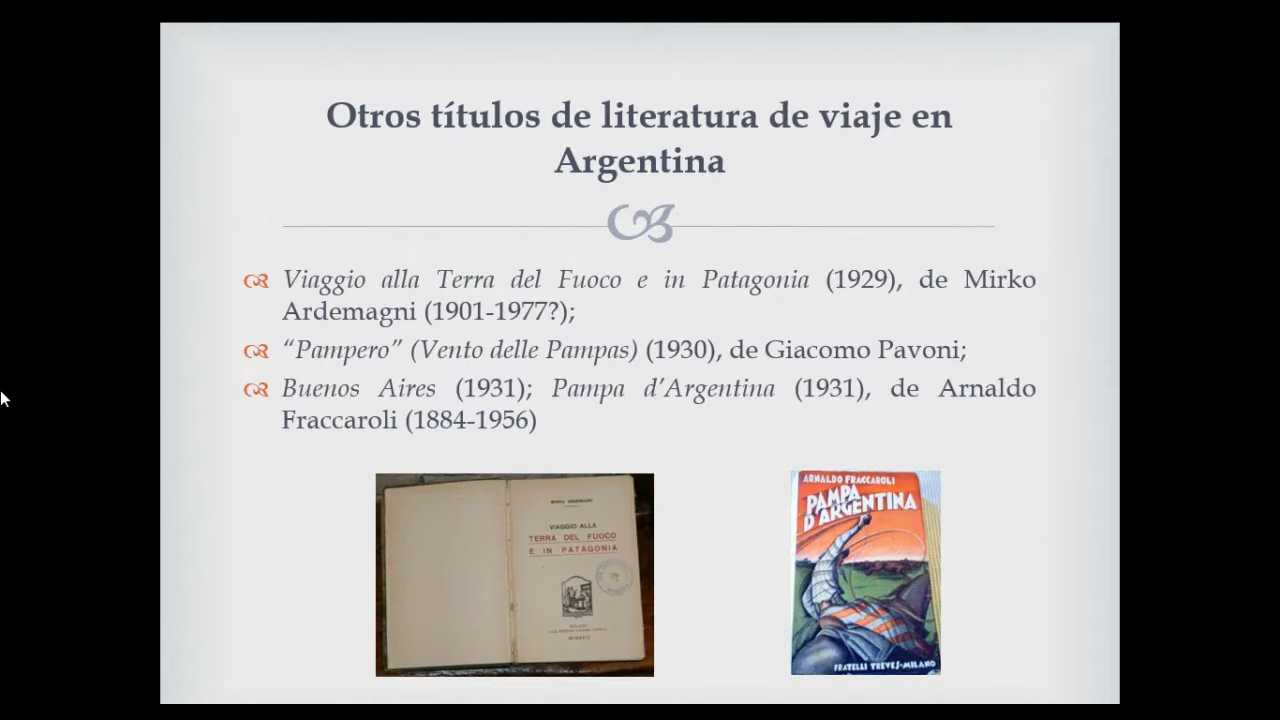 Otros títulos de literatura de viaje en
Argentina
Viaggio alla Terra del Fuoco e in Patagonia (1929), de Mirko
Ardemagni (1901-1977?);
“Pampero” (Vento delle Pampas) (1930), de Giacomo Pavoni;
Buenos Aires (1931); Pampa d’Argentina (1931), de Arnaldo
Fraccaroli (1884-1956)
MIRKO ARDEMAGNI
VIAGGIO ALLA
TERRA DEL FUOCO
E IN PATAGONIA
ARNALDO FRACCAROLI
PAMPA
D'ARGENTINA
FRATELLI TREVES-MILANO